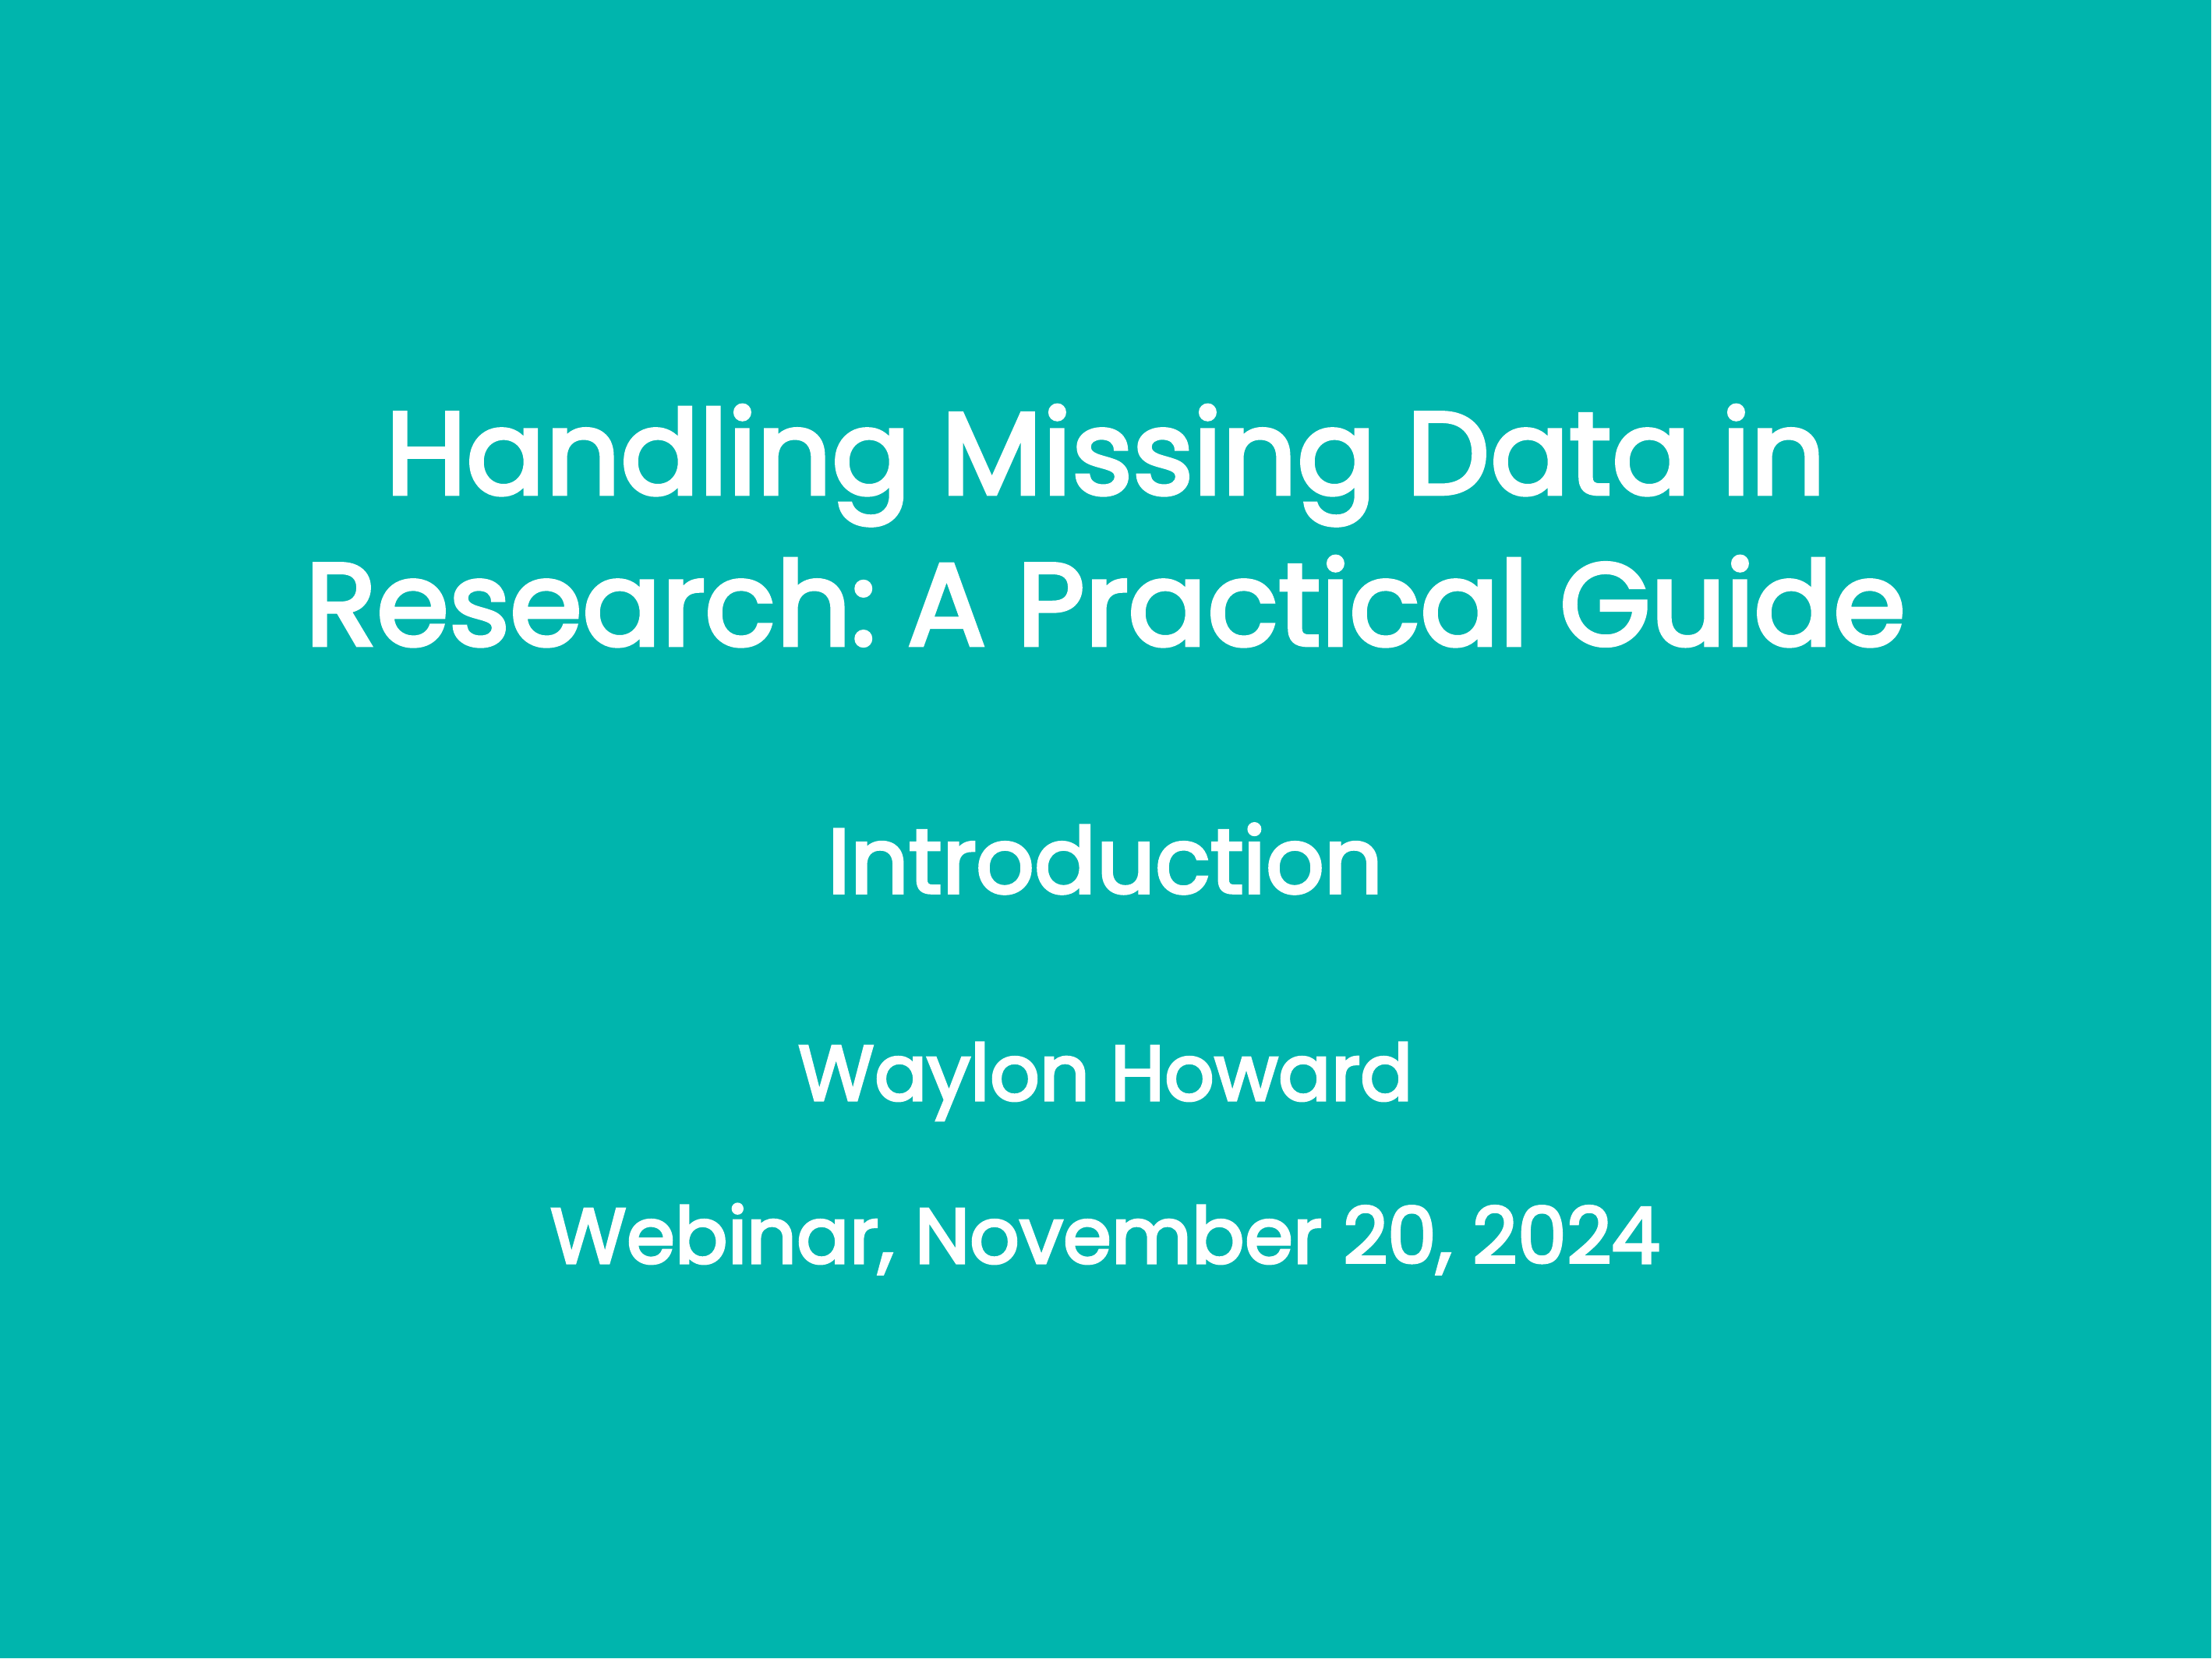 Handling Missing Data in
Research: A Practical Guide
Introduction
Waylon Howard
Webinar, November 20, 2024